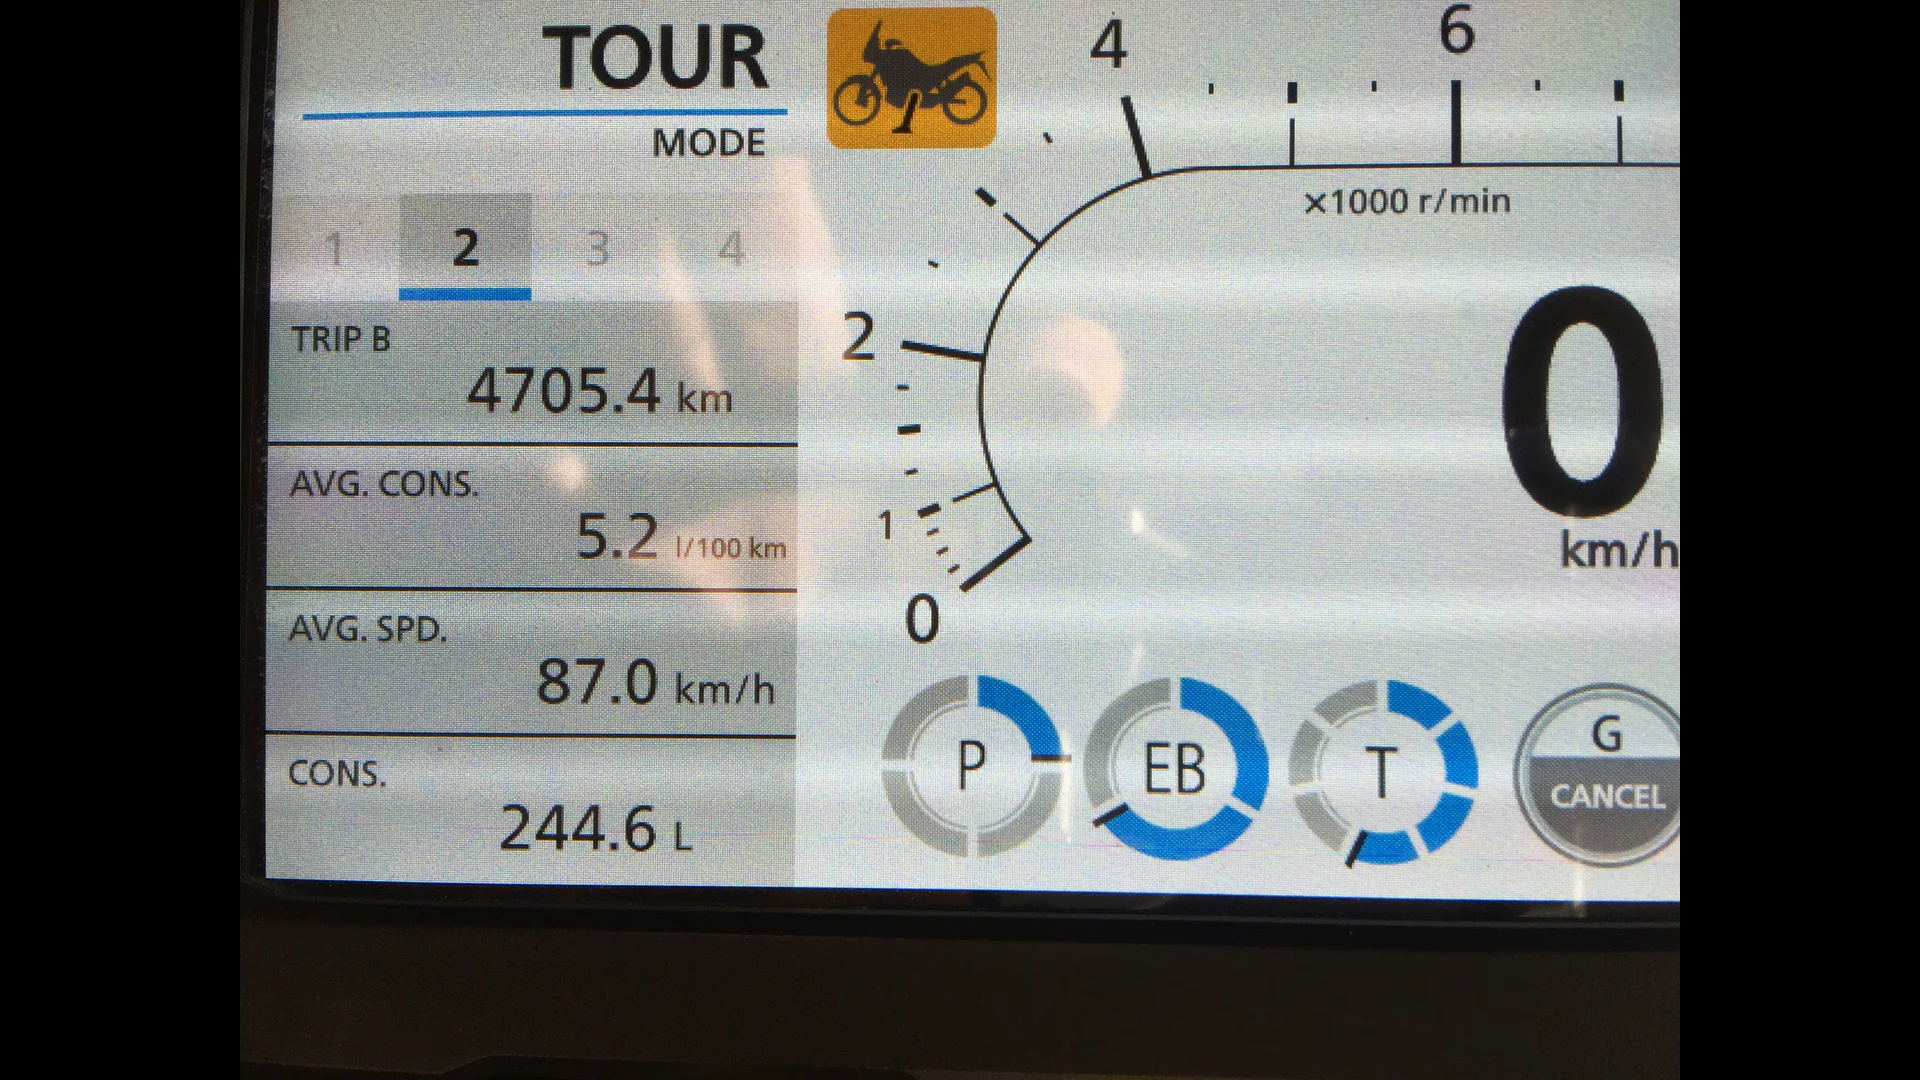 TOUR
MODE
1 2 3 4
TRIP B
4705.4 km
AVG. CONS.
5.2 l/100 km
AVG. SPD.
87.0 km/h
CONS.
244.6 L
4 6
x1000 r/min
2
1
0
0
km/h
P EB T G
CANCEL